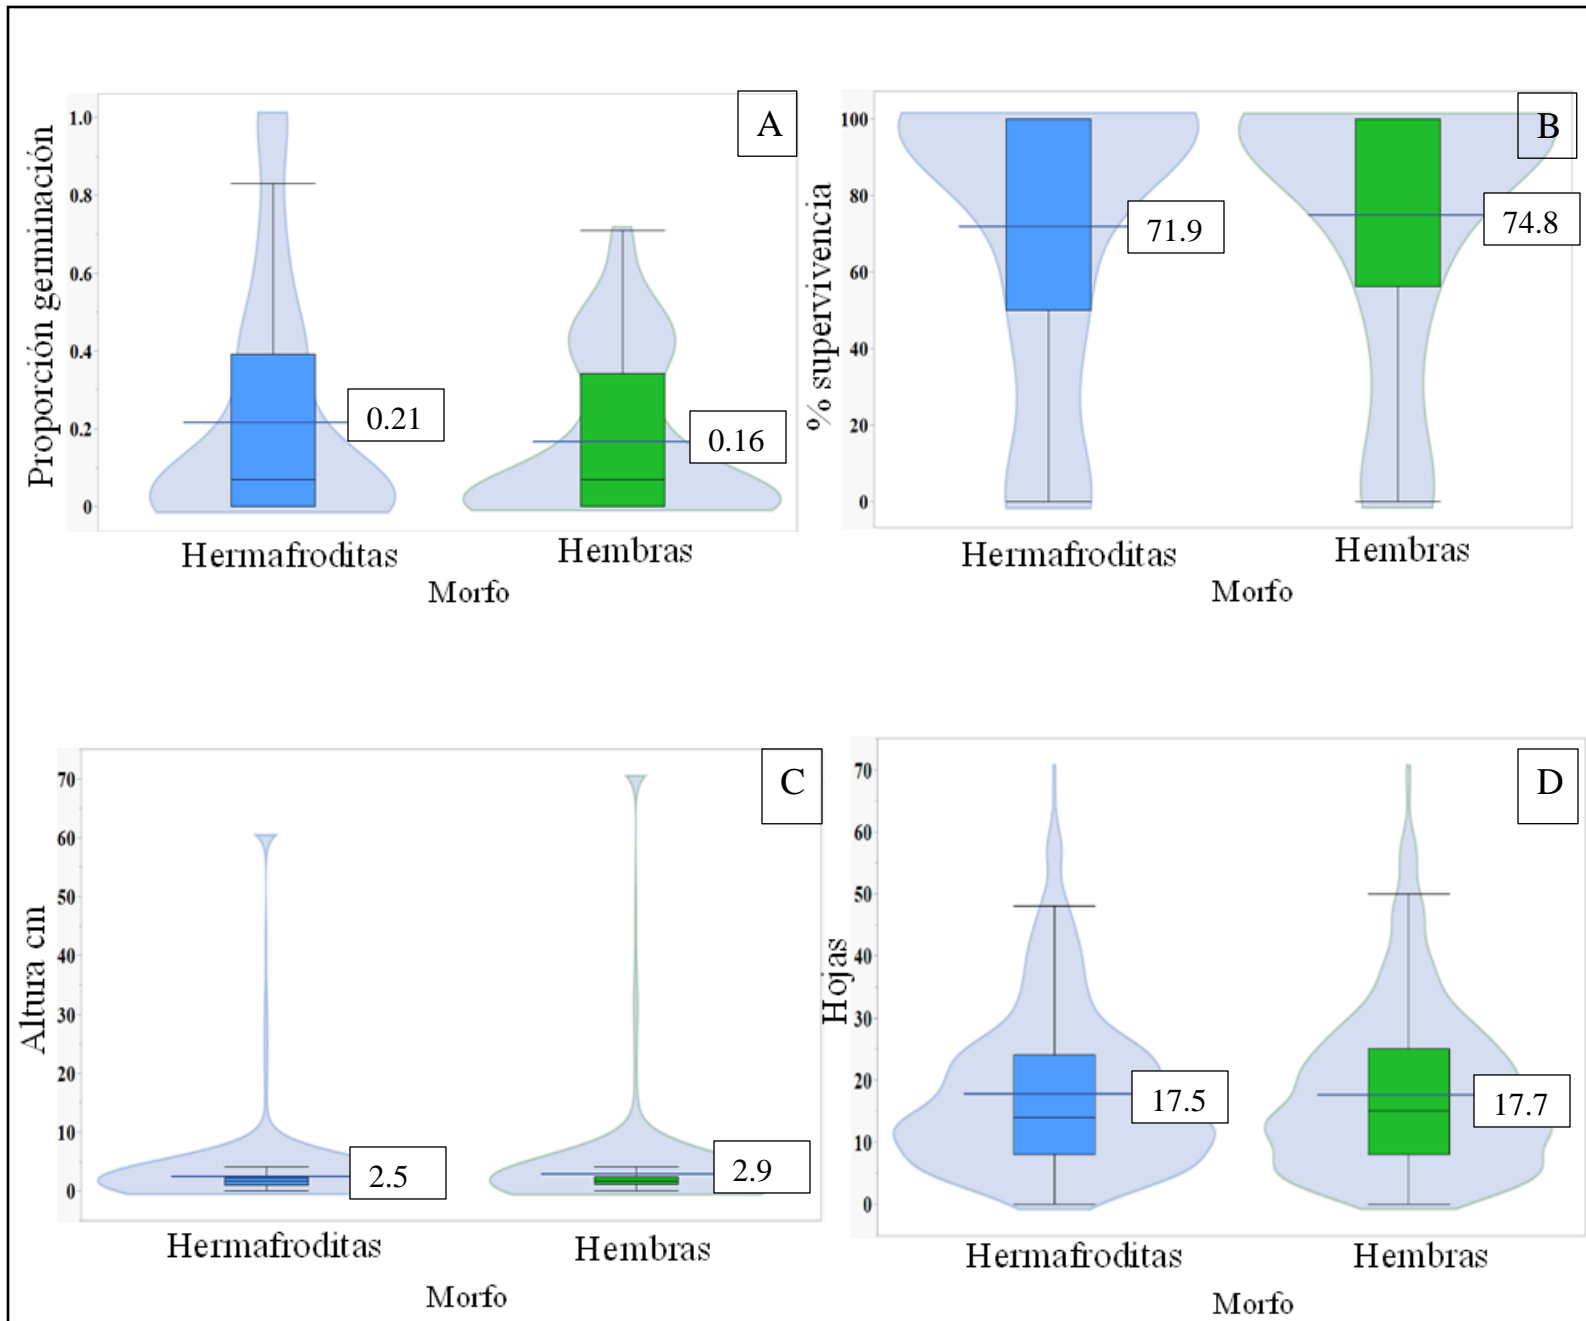 A
Proporción germinación
1.0
0.8
0.6
0.4
0.2
0
0.21
0.16
Hermafroditas
Hembras
Morfo
B
% supervivencia
100
80
60
40
20
0
71.9
74.8
Hermafroditas
Hembras
Morfo
C
Altura cm
70
60
50
40
30
20
10
0
2.5
2.9
Hermafroditas
Hembras
Morfo
D
Hojas
70
60
50
40
30
20
10
0
17.5
17.7
Hermafroditas
Hembras
Morfo